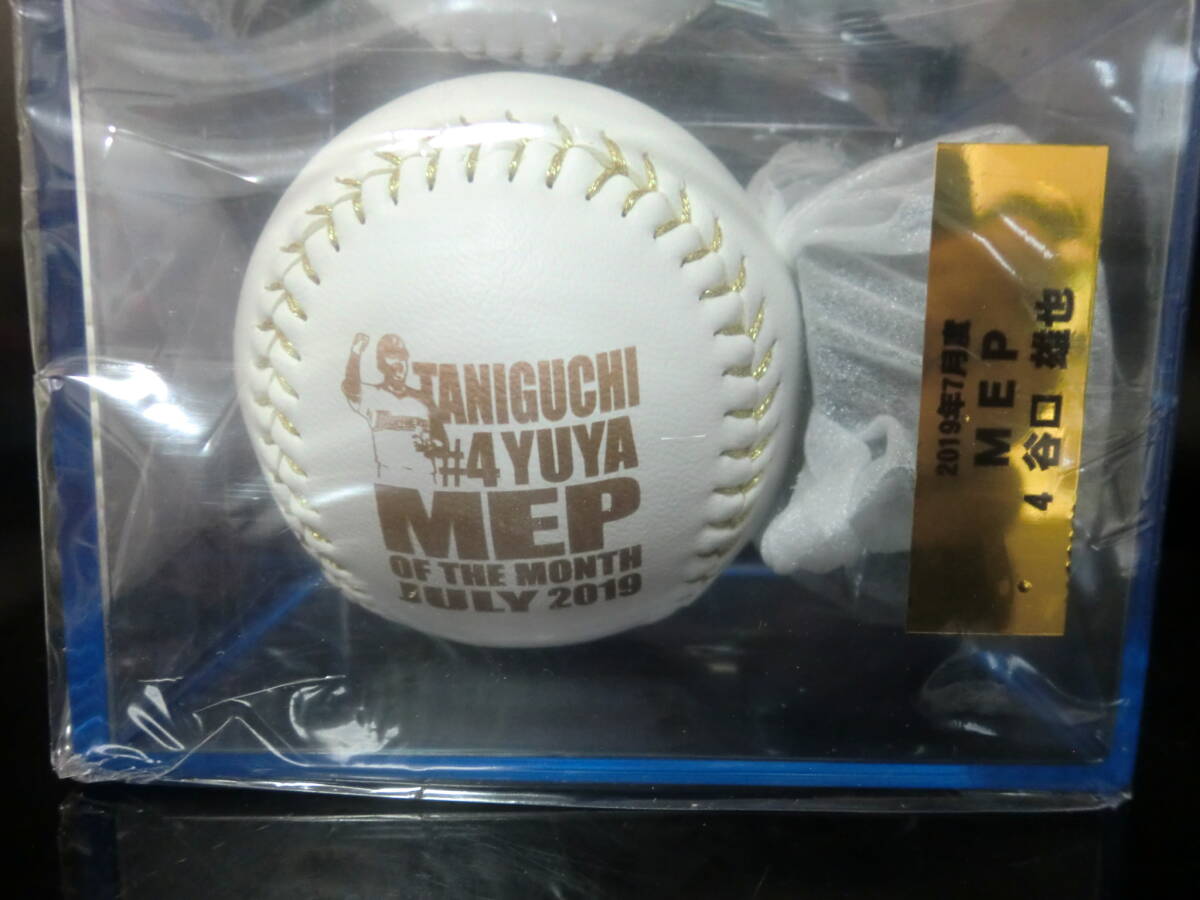 TANIGUCHI
#4 YUYA
MEP
OF THE MONTH
JULY 2019
2019年7月度
MEP
4 谷口 雄也